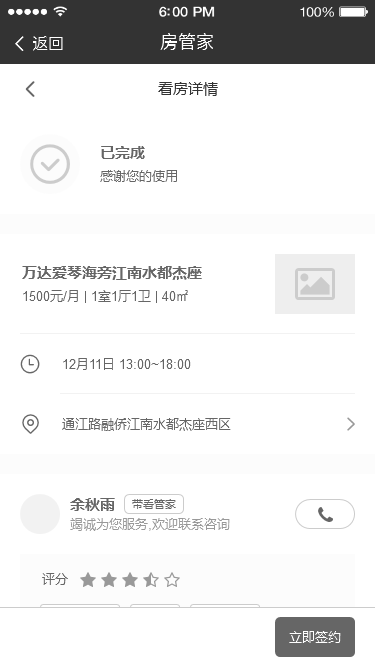 6:00 PM 100%
返回 房管家
看房详情
已完成
感谢您的使用
万达爱琴海旁江南水都杰座
1500元/月 | 1室1厅1卫 | 40㎡
12月11日 13:00~18:00
通江路融侨江南水都杰座西区
余秋雨 带看管家
竭诚为您服务,欢迎联系咨询
评分
立即签约